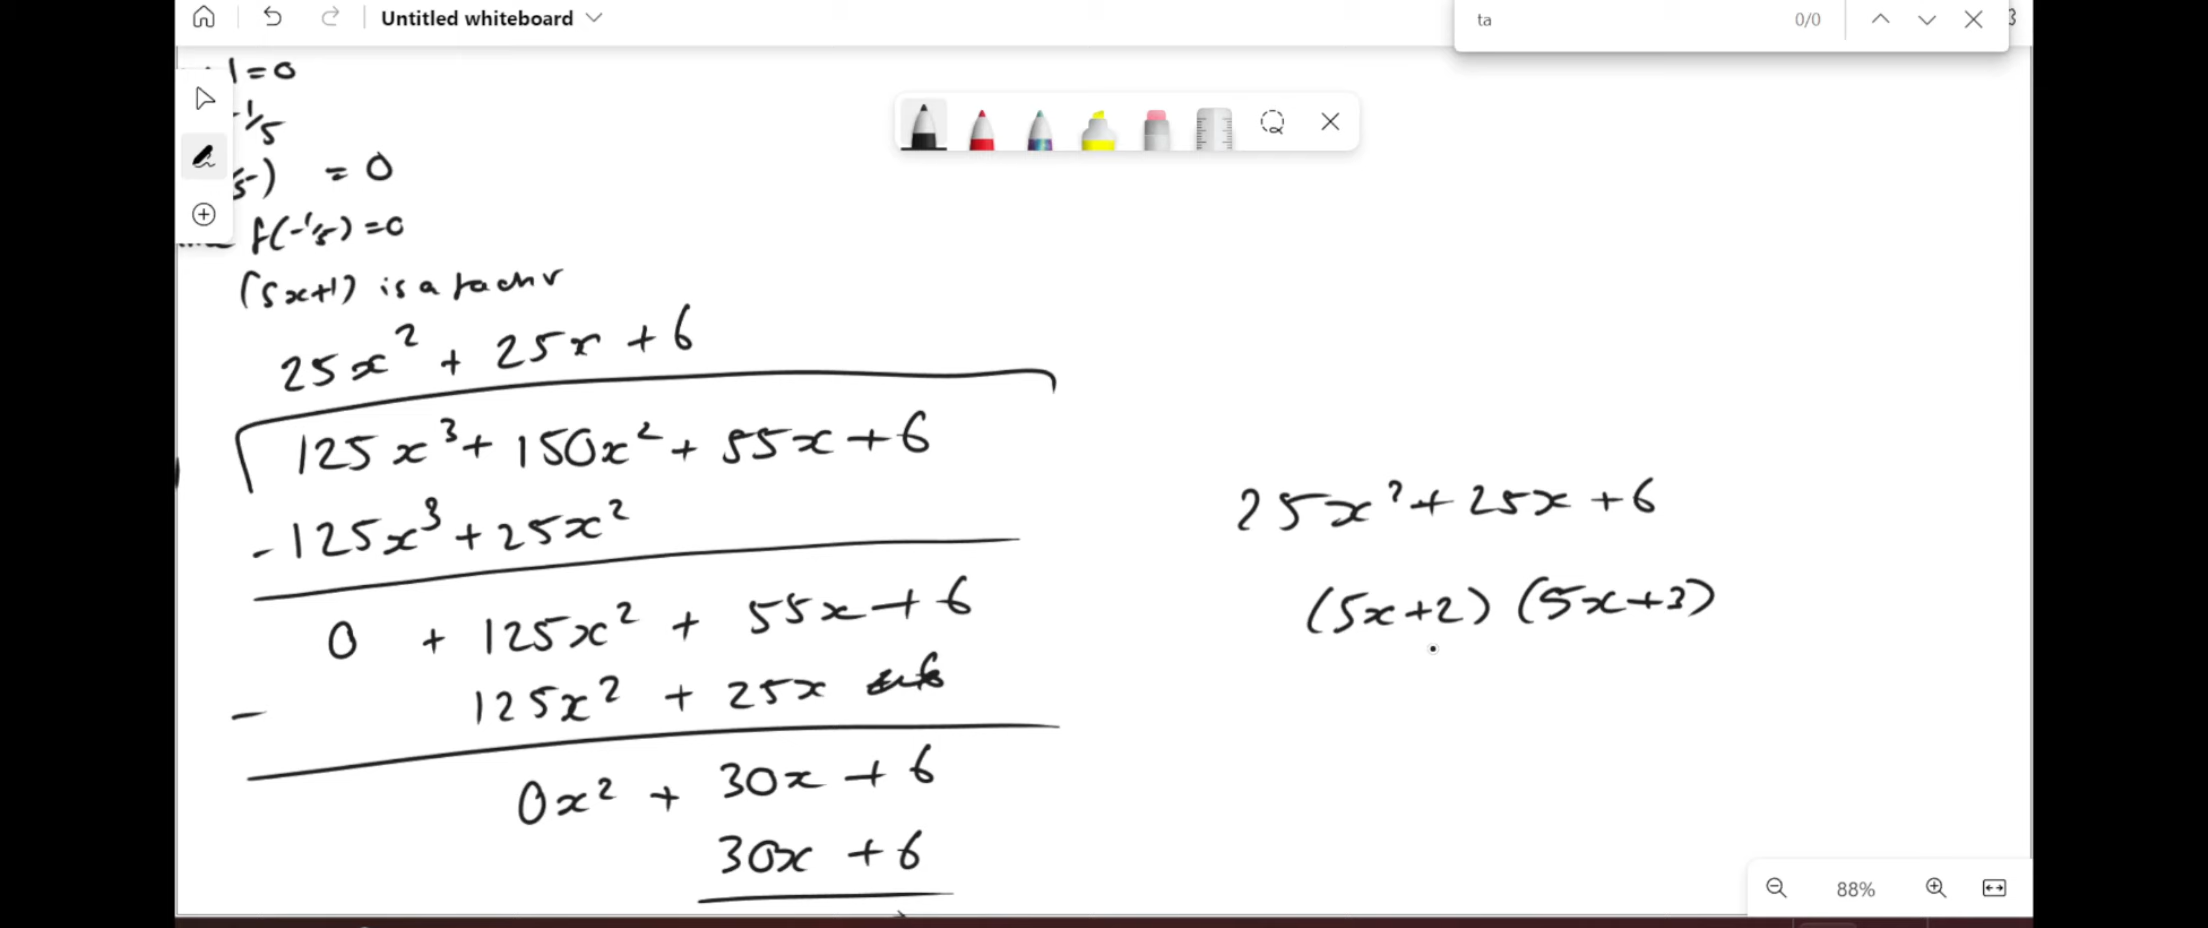 Untitled whiteboard
ta
0/0
1=0
-1/5
5) = 0
f(-1/5)=0
(5x+1) is a factor
25x² + 25x + 6
125x³ + 150x² + 55x + 6
- 125x³ + 25x²
0 + 125x² + 55x + 6
- 125x² + 25x
0x² + 30x + 6
30x + 6
25x² + 25x + 6
(5x+2) (5x+3)
88%